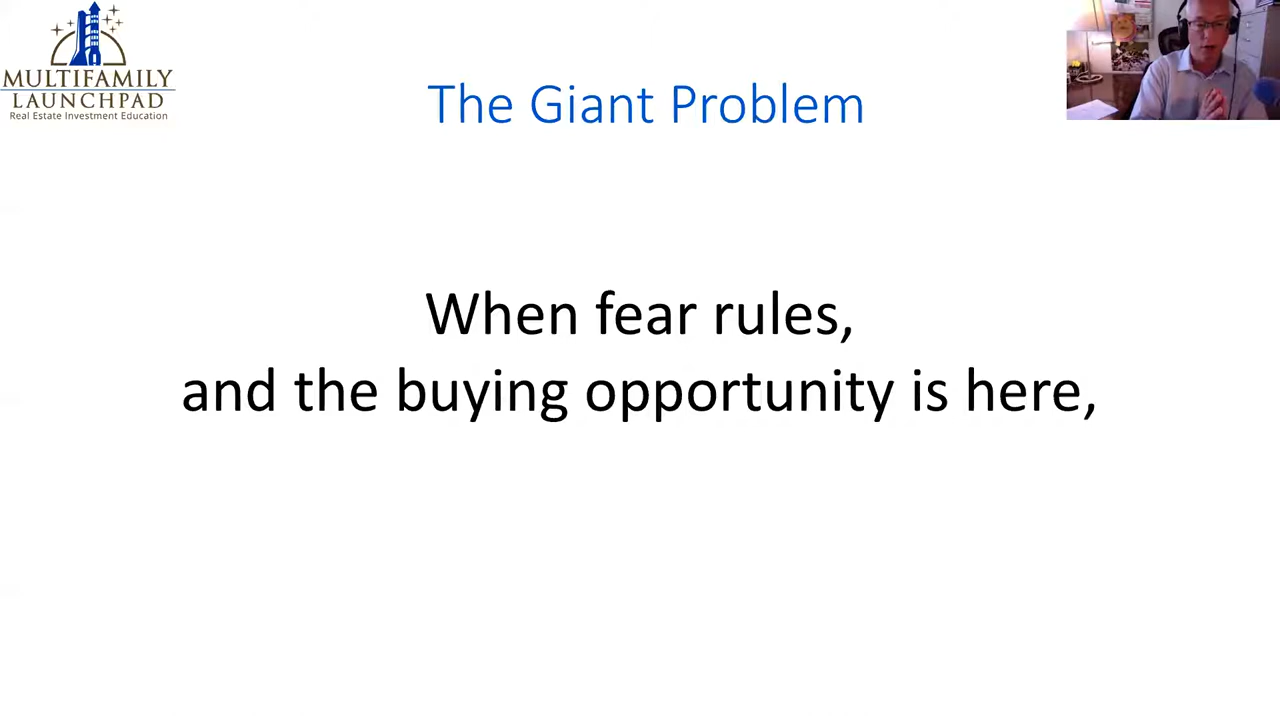 MULTIFAMILY
LAUNCHPAD
Real Estate Investment Education
The Giant Problem
When fear rules,
and the buying opportunity is here,